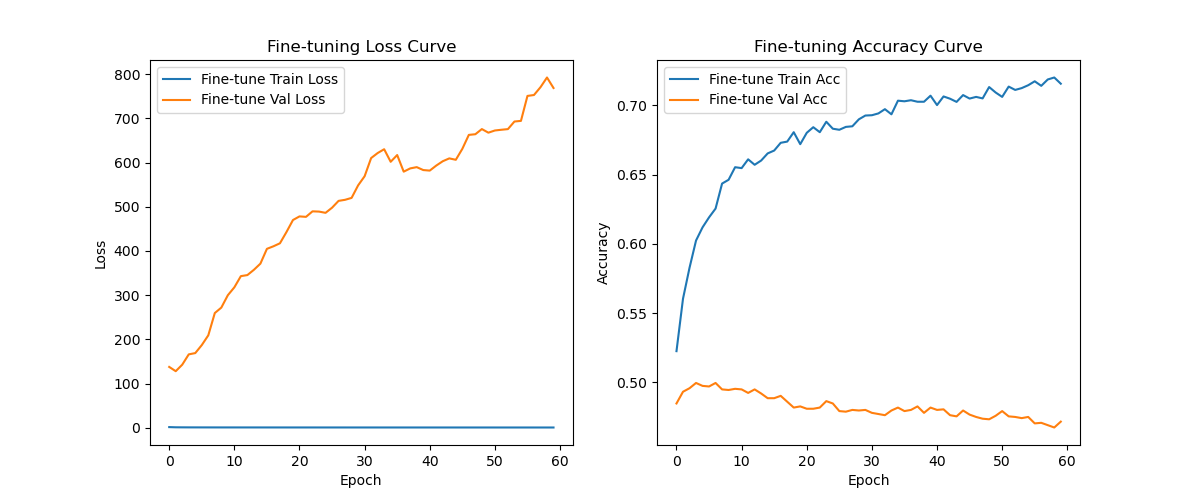 Fine-tuning Loss Curve
Fine-tune Train Loss
Fine-tune Val Loss
800
700
600
500
400
300
200
100
0
Loss
0 10 20 30 40 50 60
Epoch
Fine-tuning Accuracy Curve
Fine-tune Train Acc
Fine-tune Val Acc
0.70
0.65
0.60
0.55
0.50
Accuracy
0 10 20 30 40 50 60
Epoch